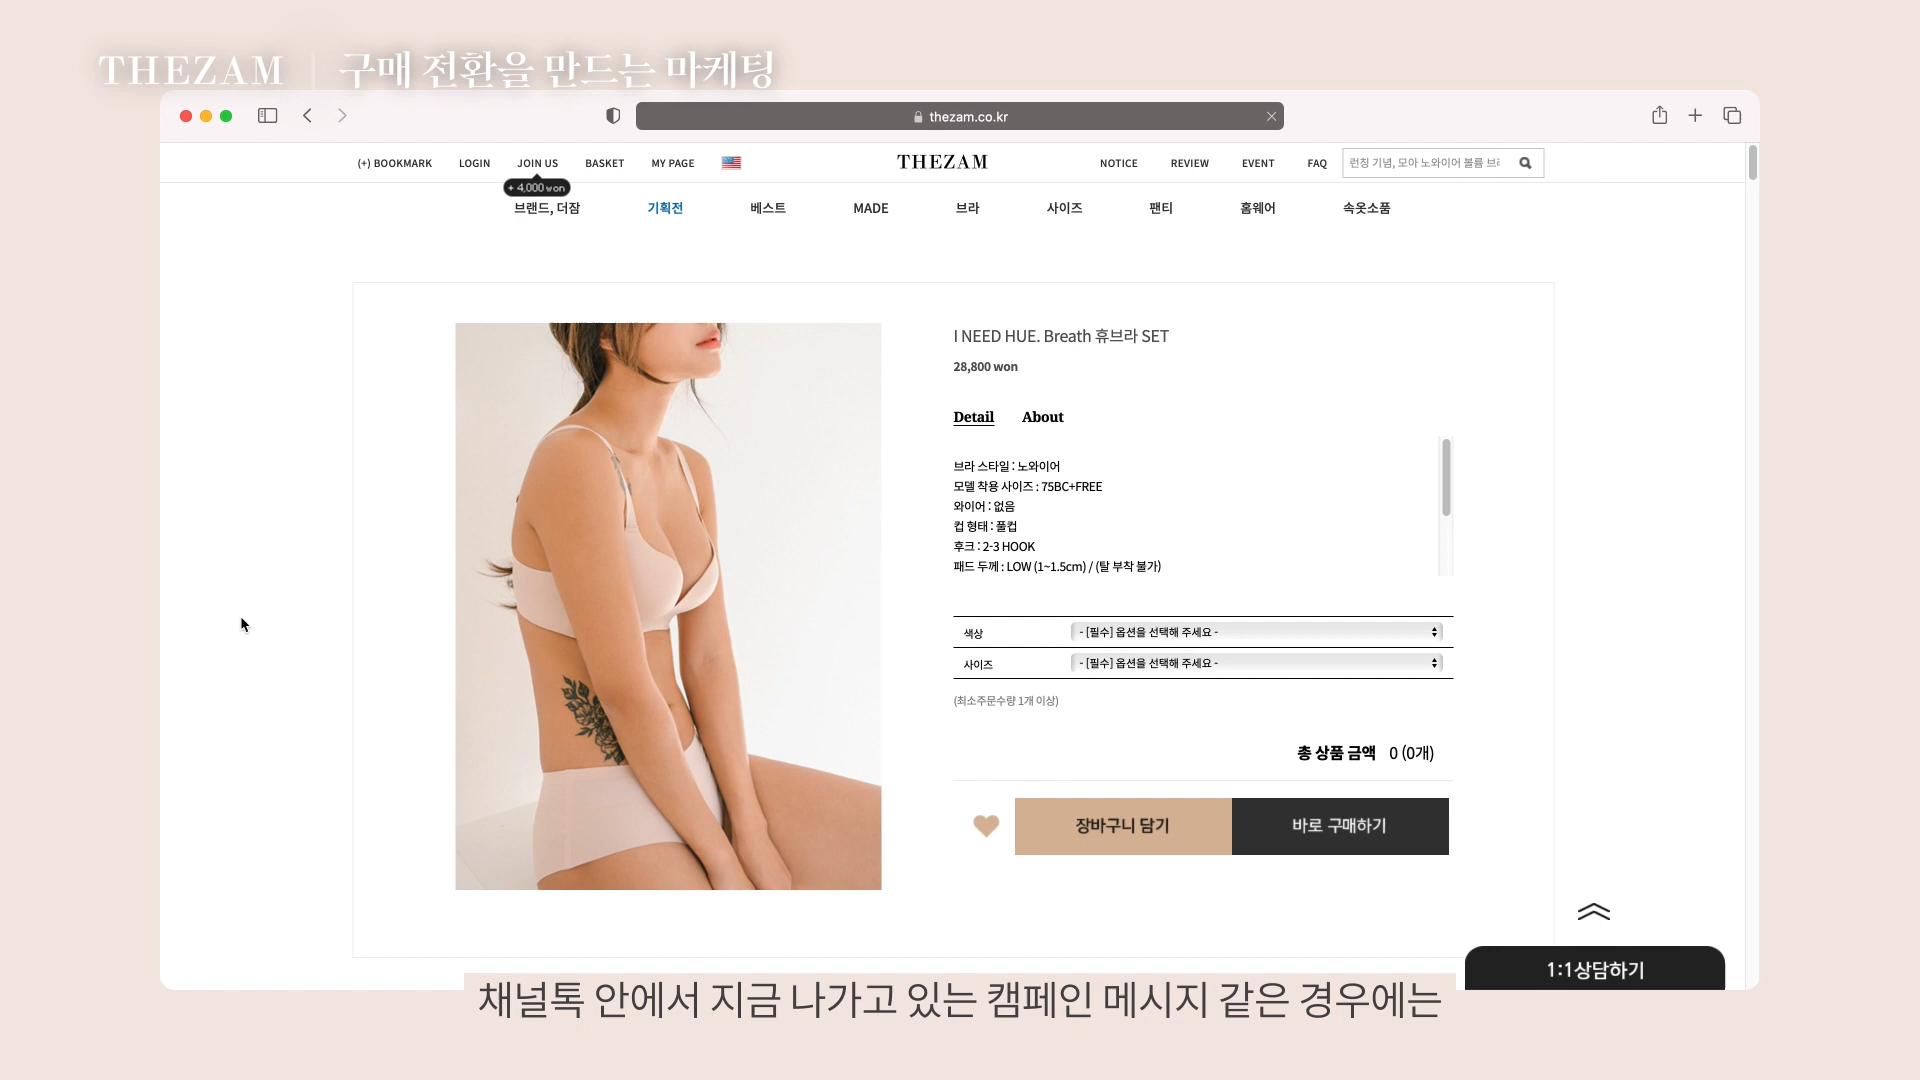 THEZAM | 구매 전환을 만드는 마케팅
thezam.co.kr
(+) BOOKMARK LOGIN JOIN US BASKET MY PAGE THEZAM NOTICE REVIEW EVENT FAQ 런칭 기념, 모아 노와이어 볼륨
+ 4,000 won
브랜드, 더잠 기획전 베스트 MADE 브라 사이즈 팬티 홈웨어 속옷소품
I NEED HUE. Breath 휴브라 SET
28,800 won
Detail About
브라 스타일 : 노와이어
모델 착용 사이즈 : 75BC+FREE
와이어 : 없음
컵 형태 : 풀컵
후크 : 2-3 HOOK
패드 두께 : LOW (1~1.5cm) / (탈 부착 불가)
색상 - [필수] 옵션을 선택해 주세요 -
사이즈 - [필수] 옵션을 선택해 주세요 -
(최소주문수량 1개 이상)
총 상품 금액 0 (0개)
장바구니 담기 바로 구매하기
1:1상담하기
채널톡 안에서 지금 나가고 있는 캠페인 메시지 같은 경우에는